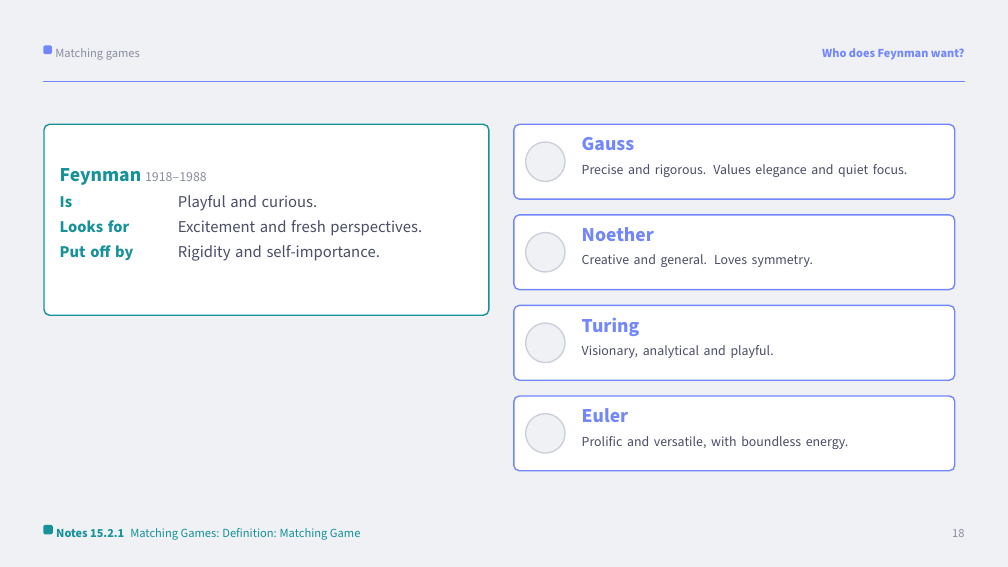 Matching games
Who does Feynman want?
Feynman 1918–1988
Is Playful and curious.
Looks for Excitement and fresh perspectives.
Put off by Rigidity and self-importance.
Gauss
Precise and rigorous. Values elegance and quiet focus.
Noether
Creative and general. Loves symmetry.
Turing
Visionary, analytical and playful.
Euler
Prolific and versatile, with boundless energy.
Notes 15.2.1 Matching Games: Definition: Matching Game
18